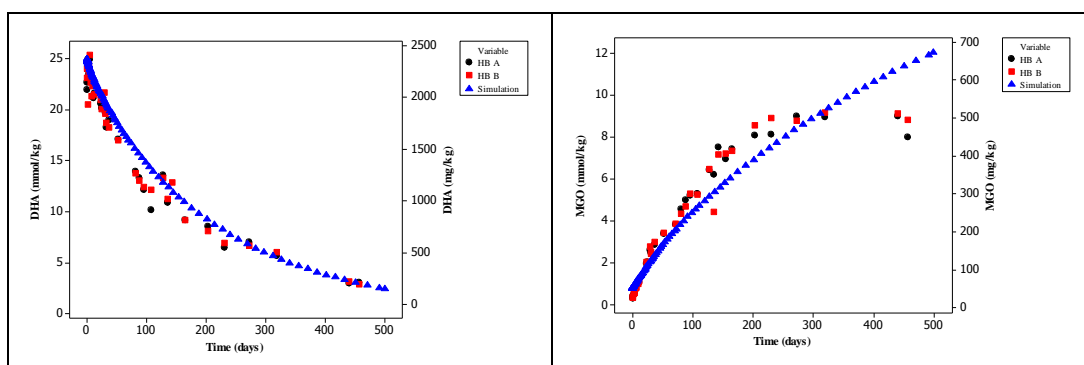 25
20
15
10
5
0
DHA (mmol/kg)
2500
2000
1500
1000
500
0
DHA (mg/kg)
0 100 200 300 400 500
Time (days)
Variable
HB A
HB B
Simulation
12
10
8
6
4
2
0
MGO (mmol/kg)
700
600
500
400
300
200
100
0
MGO (mg/kg)
0 100 200 300 400 500
Time (days)
Variable
HB A
HB B
Simulation